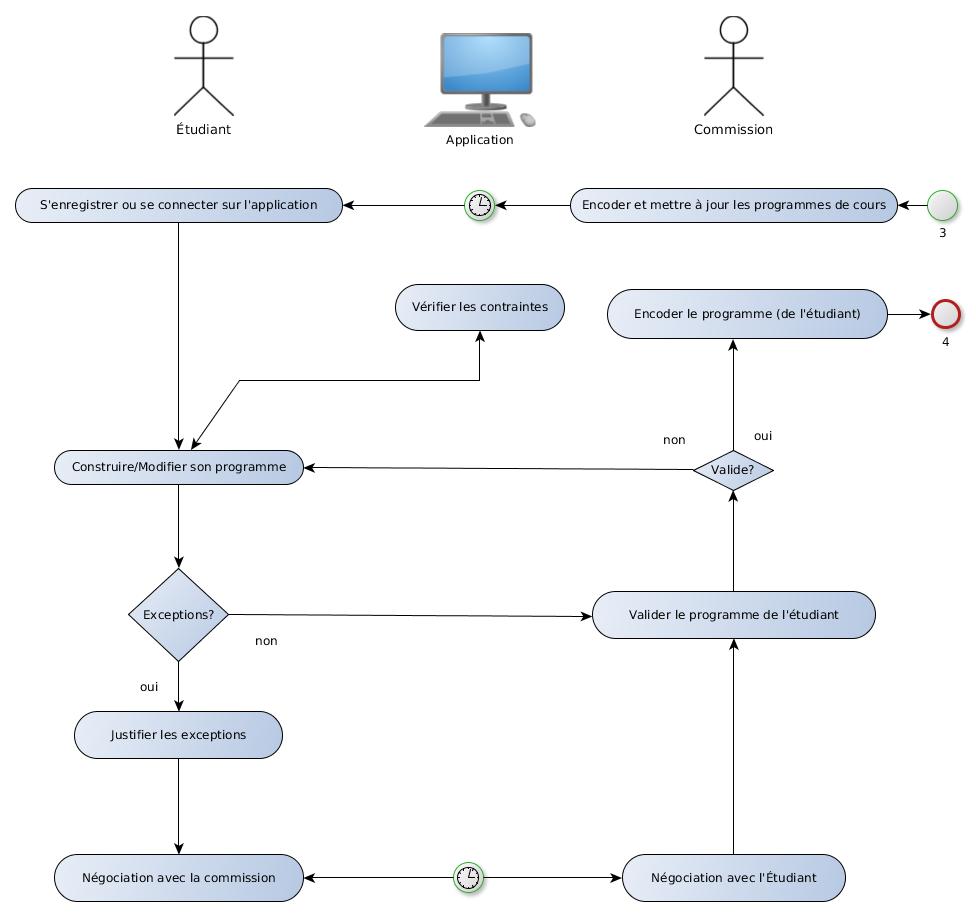 Étudiant
Application
Commission
S'enregistrer ou se connecter sur l'application
Encoder et mettre à jour les programmes de cours
3
Vérifier les contraintes
Encoder le programme (de l'étudiant)
4
non
oui
Construire/Modifier son programme
Valide?
Exceptions?
Valider le programme de l'étudiant
non
oui
Justifier les exceptions
Négociation avec la commission
Négociation avec l'Étudiant